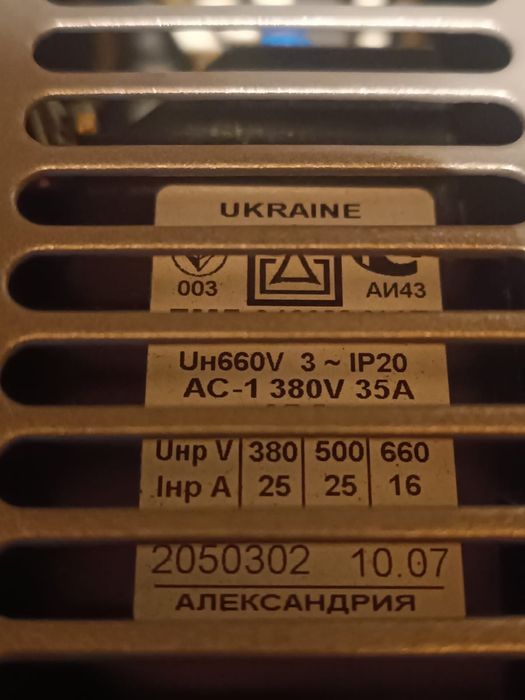 UKRAINE
003 АИ43
Uн660V 3 ~ IP20
AC-1 380V 35A
Uнр V 380 500 660
Iнр A 25 25 16
2050302 10.07
АЛЕКСАНДРИЯ